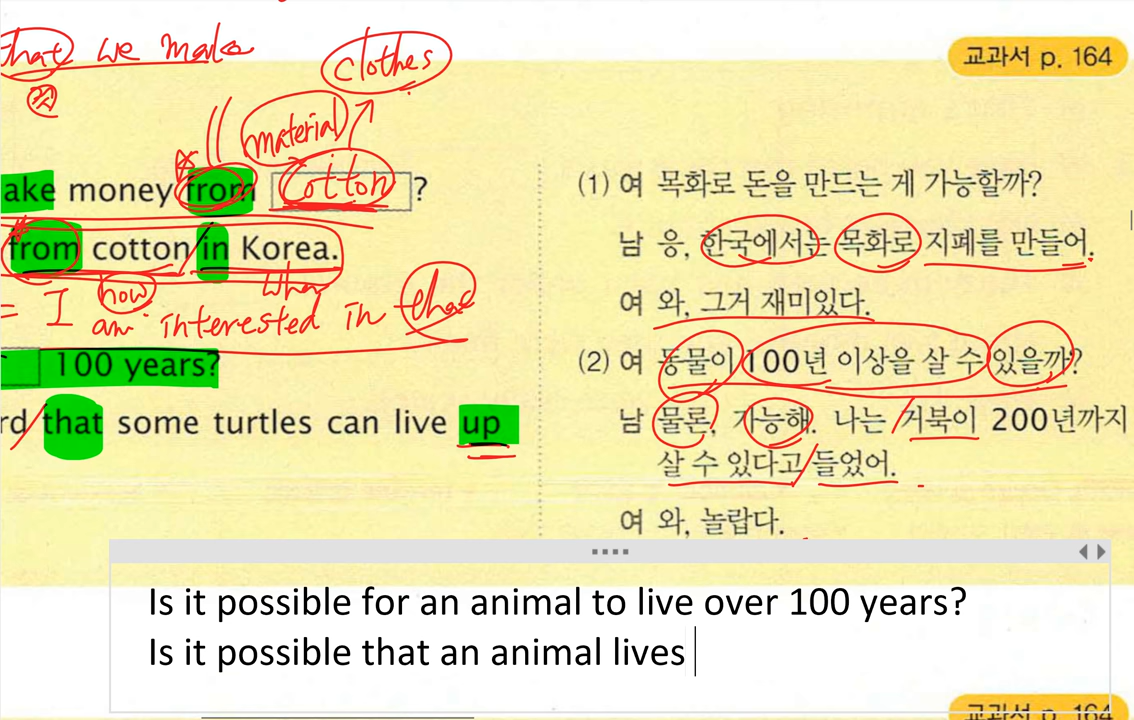 that we make
것
clothes
material
교과서 p. 164
ake money from cotton ?
from cotton in Korea.
how why
= I am interested in that
100 years?
rd that some turtles can live up
(1) 여 목화로 돈을 만드는 게 가능할까?
남 응, 한국에서는 목화로 지폐를 만들어.
여 와, 그거 재미있다.
(2) 여 동물이 100년 이상을 살 수 있을까?
남 물론, 가능해. 나는 거북이 200년까지
살 수 있다고 들었어.
여 와, 놀랍다.
Is it possible for an animal to live over 100 years?
Is it possible that an animal lives
교과서 p. 164